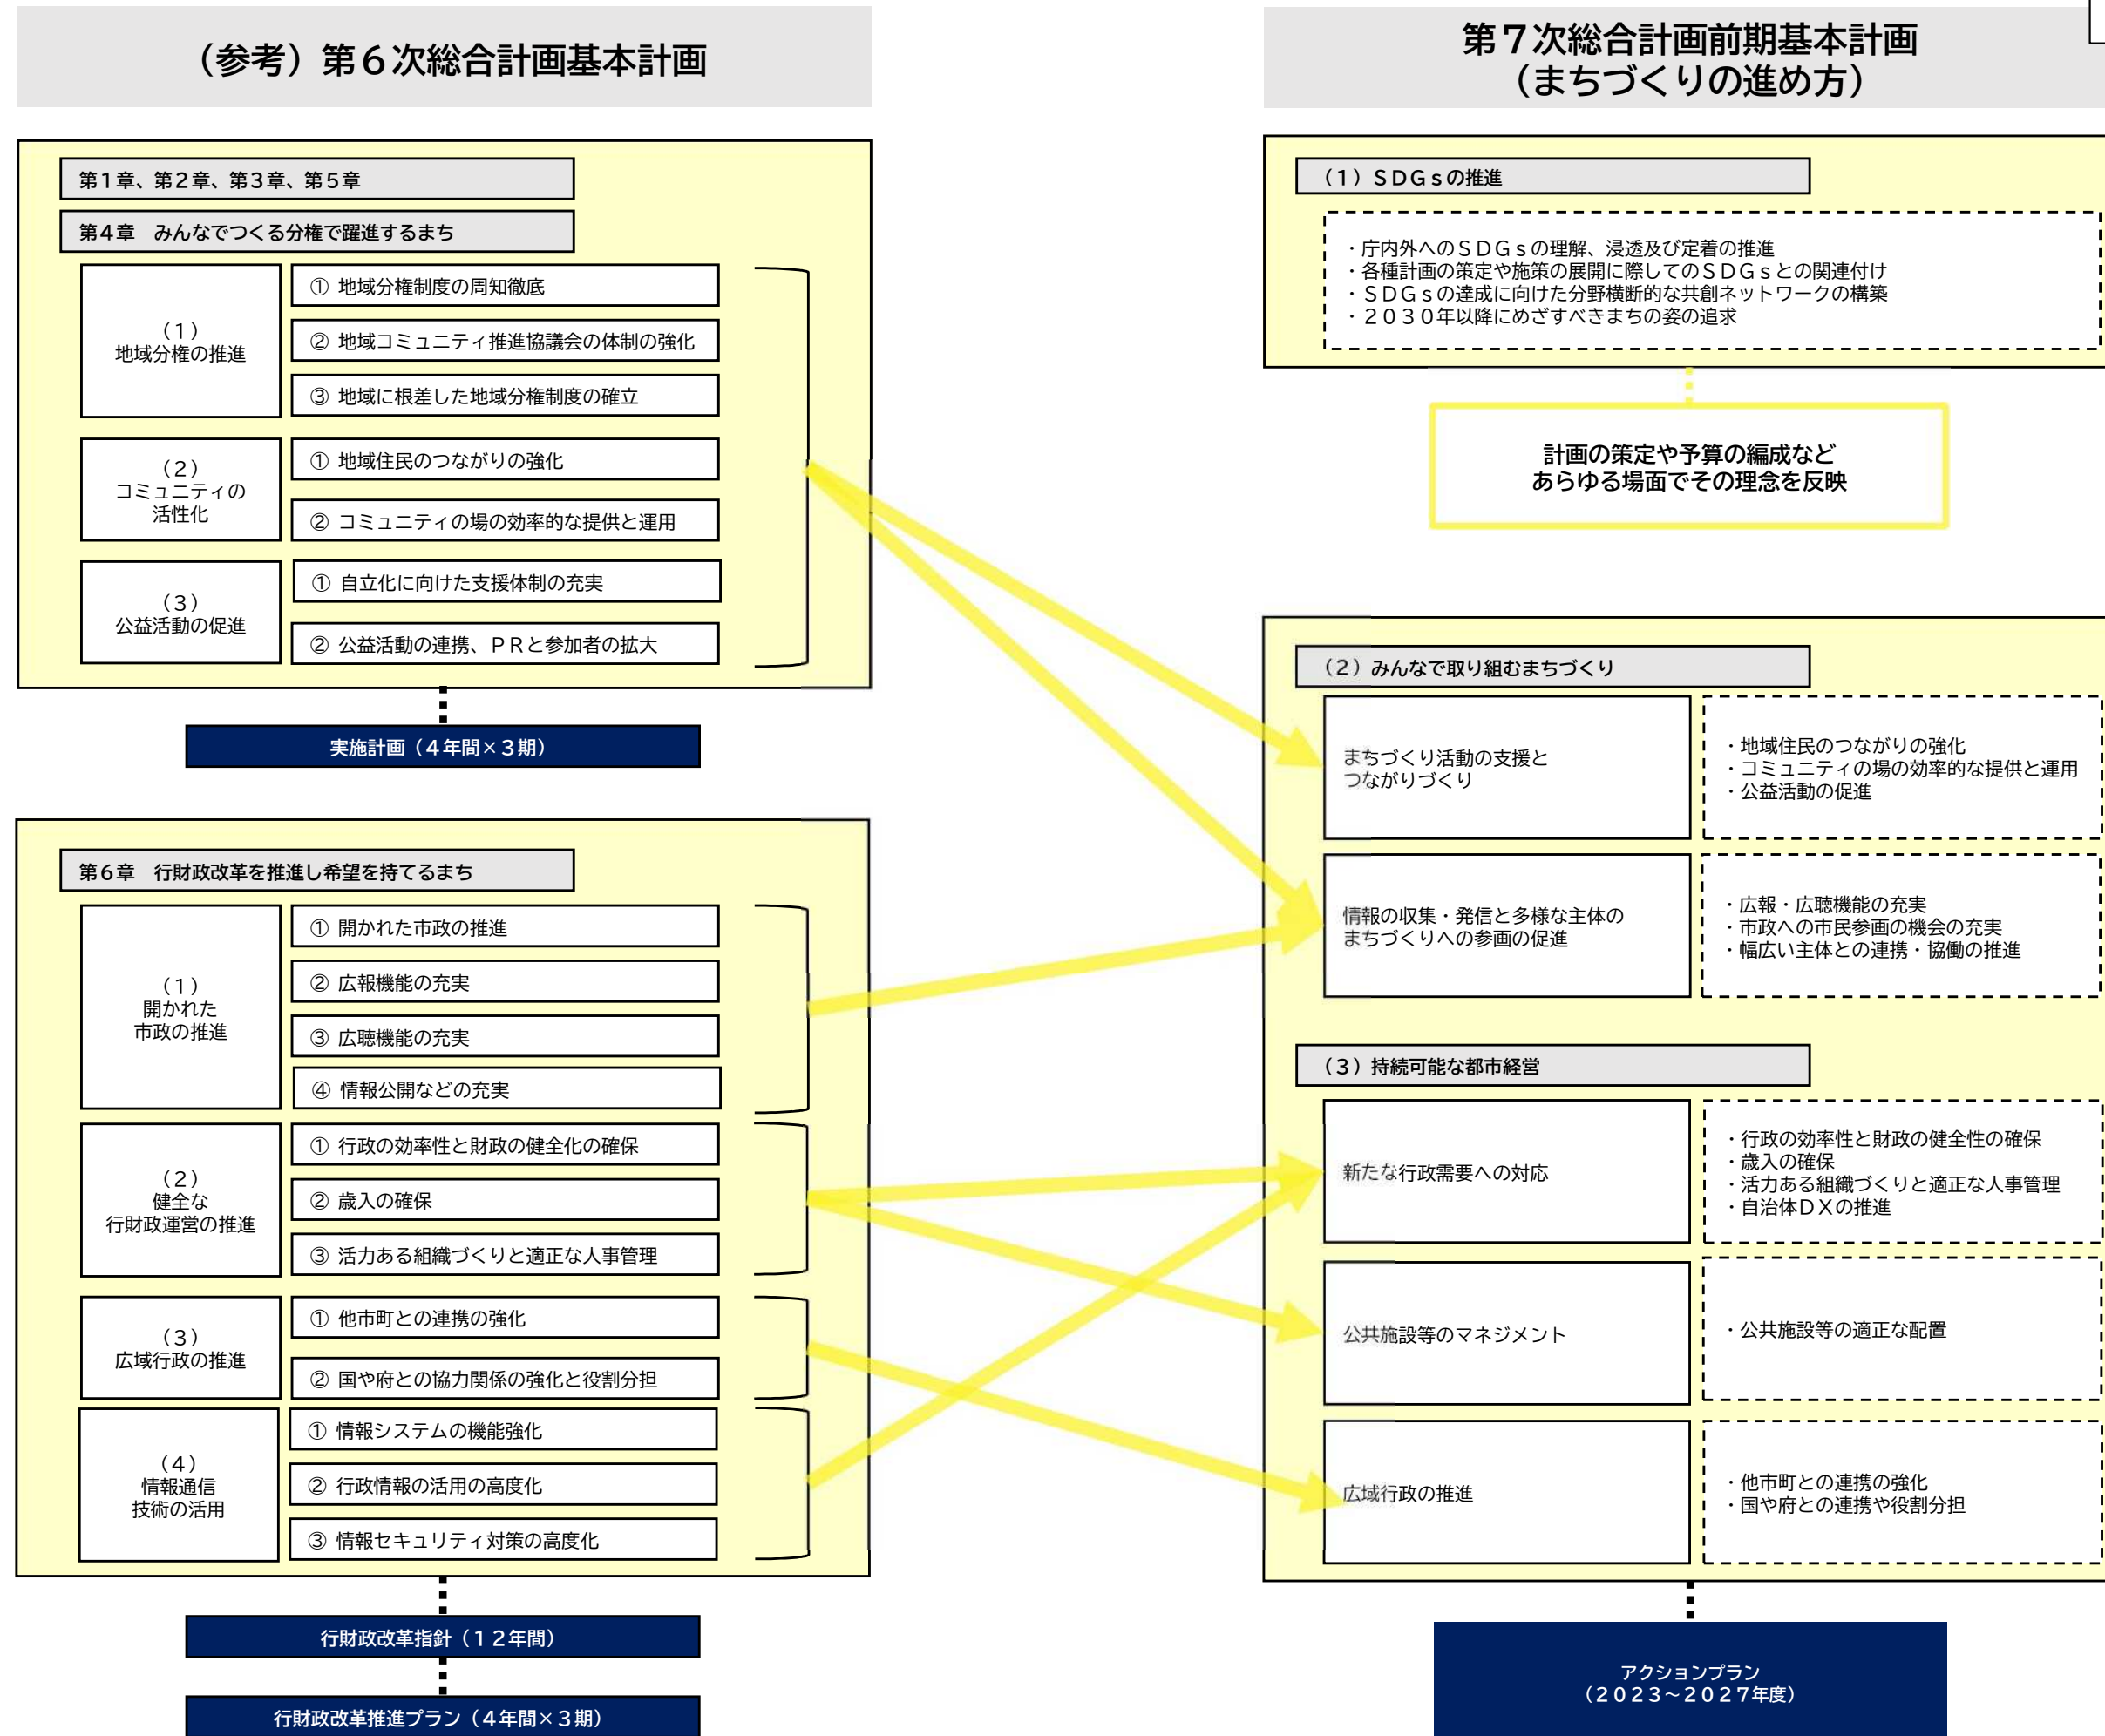 （参考）第６次総合計画基本計画
第1章、第2章、第3章、第5章
第4章　みんなでつくる分権で躍進するまち
（１）
地域分権の推進
① 地域分権制度の周知徹底
② 地域コミュニティ推進協議会の体制の強化
③ 地域に根差した地域分権制度の確立
（２）
コミュニティの
活性化
① 地域住民のつながりの強化
② コミュニティの場の効率的な提供と運用
（３）
公益活動の促進
① 自立化に向けた支援体制の充実
② 公益活動の連携、ＰＲと参加者の拡大
実施計画（４年間×３期）
第6章　行財政改革を推進し希望を持てるまち
（１）
開かれた
市政の推進
① 開かれた市政の推進
② 広報機能の充実
③ 広聴機能の充実
④ 情報公開などの充実
（２）
健全な
行財政運営の推進
① 行政の効率性と財政の健全化の確保
② 歳入の確保
③ 活力ある組織づくりと適正な人事管理
（３）
広域行政の推進
① 他市町との連携の強化
② 国や府との協力関係の強化と役割分担
（４）
情報通信
技術の活用
① 情報システムの機能強化
② 行政情報の活用の高度化
③ 情報セキュリティ対策の高度化
行財政改革指針（１２年間）
行財政改革推進プラン（４年間×３期）
第７次総合計画前期基本計画
（まちづくりの進め方）
（１）ＳＤＧｓの推進
・庁内外へのＳＤＧｓの理解、浸透及び定着の推進
・各種計画の策定や施策の展開に際してのＳＤＧｓとの関連付け
・ＳＤＧｓの達成に向けた分野横断的な共創ネットワークの構築
・２０３０年以降にめざすべきまちの姿の追求
計画の策定や予算の編成など
あらゆる場面でその理念を反映
（２）みんなで取り組むまちづくり
まちづくり活動の支援と
つながりづくり
・地域住民のつながりの強化
・コミュニティの場の効率的な提供と運用
・公益活動の促進
情報の収集・発信と多様な主体の
まちづくりへの参画の促進
・広報・広聴機能の充実
・市政への市民参画の機会の充実
・幅広い主体との連携・協働の推進
（３）持続可能な都市経営
新たな行政需要への対応
・行政の効率性と財政の健全性の確保
・歳入の確保
・活力ある組織づくりと適正な人事管理
・自治体ＤＸの推進
公共施設等のマネジメント
・公共施設等の適正な配置
広域行政の推進
・他市町との連携の強化
・国や府との連携や役割分担
アクションプラン
（２０２３～２０２７年度）